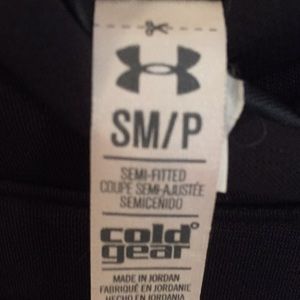 SM/P
SEMI-FITTED
COUPE SEMI-AJUSTÉE
SEMICEÑIDO
cold
gear
MADE IN JORDAN
FABRIQUÉ EN JORDANIE
HECHO EN JORDANIA